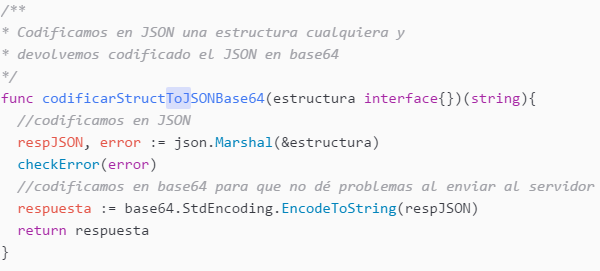 /**
* Codificamos en JSON una estructura cualquiera y
* devolvemos codificado el JSON en base64
*/
func codificarStructToJSONBase64(estructura interface{})(string){
  //codificamos en JSON
  respJSON, error := json.Marshal(&estructura)
  checkError(error)
  //codificamos en base64 para que no dé problemas al enviar al servidor
  respuesta := base64.StdEncoding.EncodeToString(respJSON)
  return respuesta
}